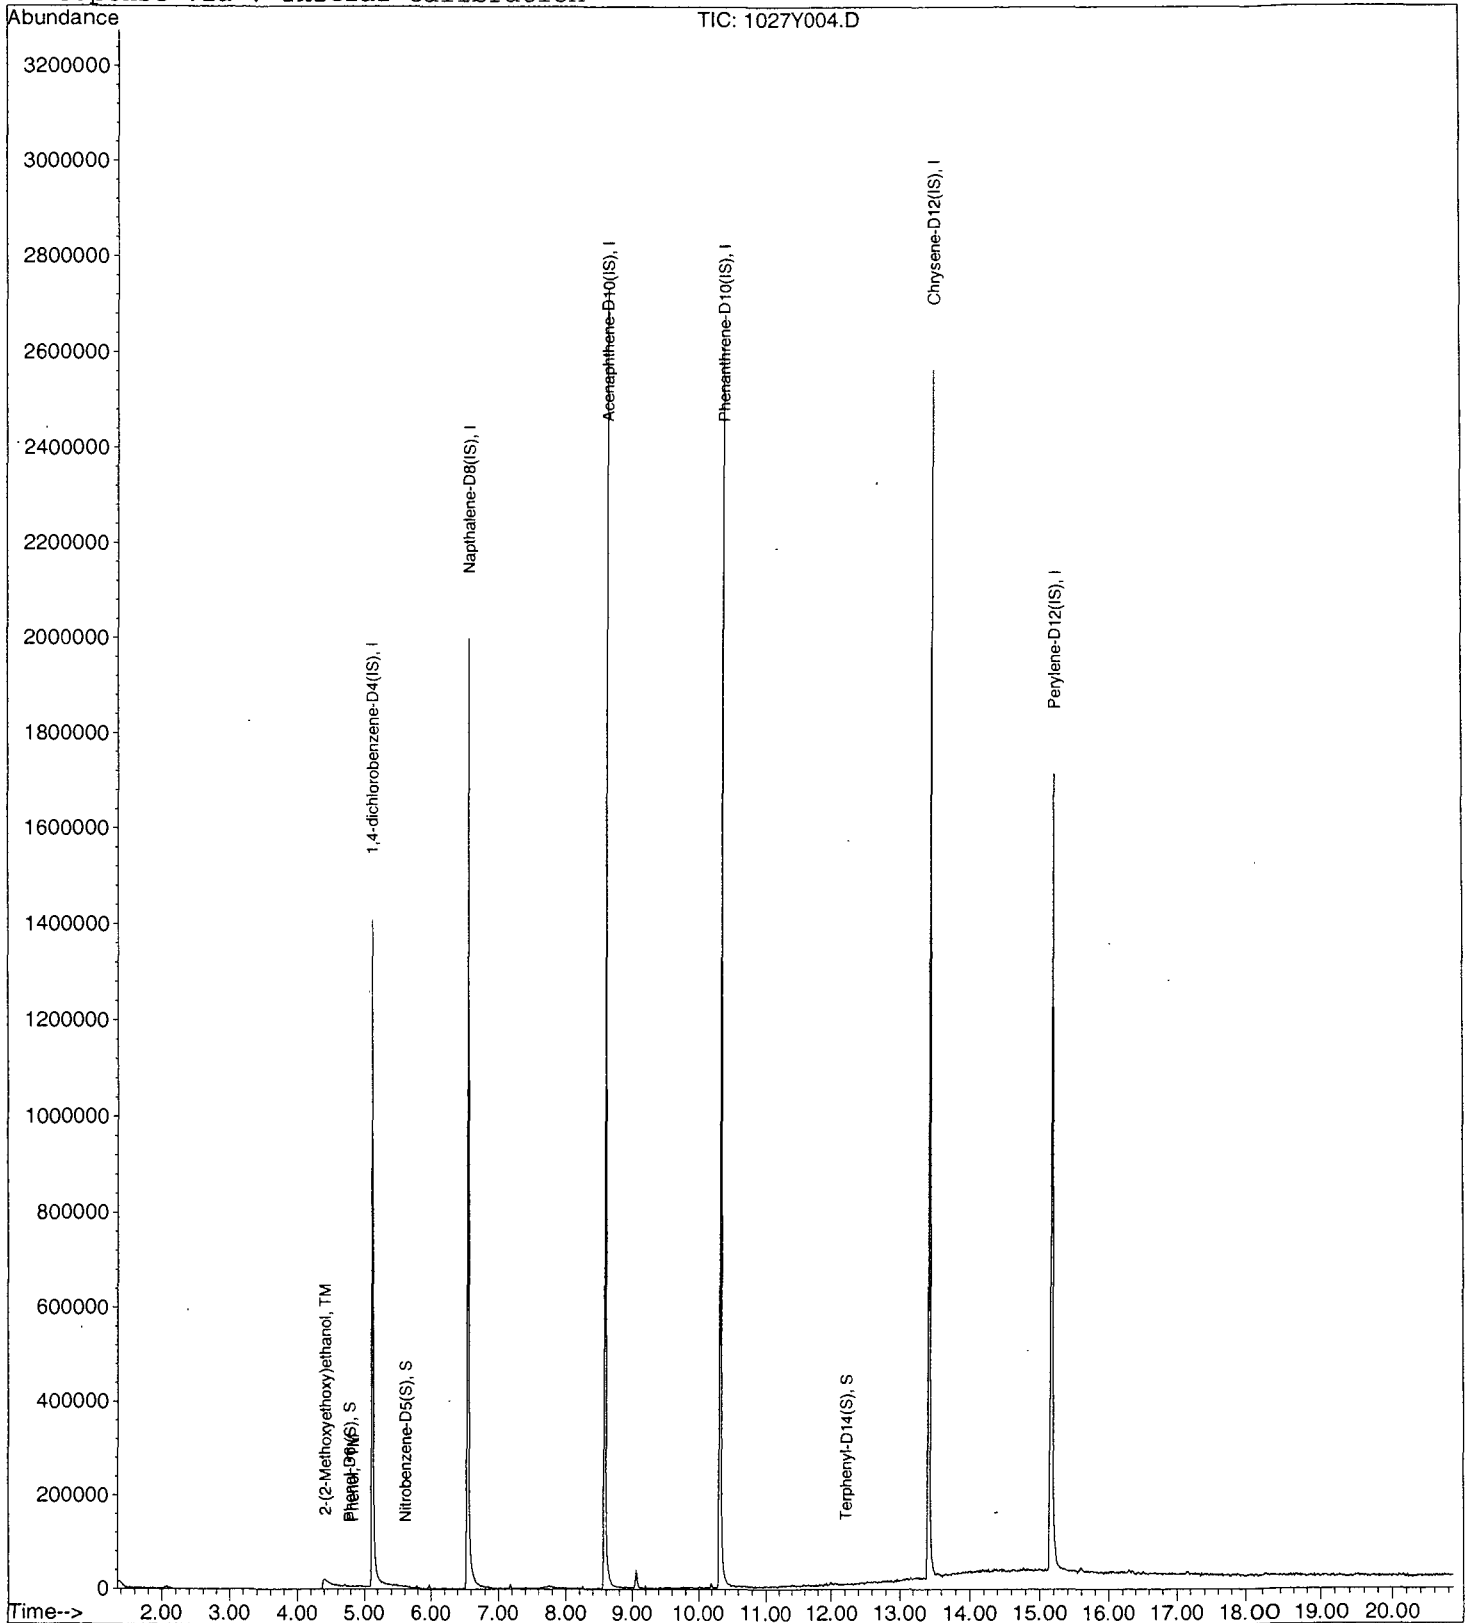 Abundance
TIC: 1027Y004.D
3200000
3000000
2800000
2600000
2400000
2200000
2000000
1800000
1600000
1400000
1200000
1000000
800000
600000
400000
200000
0
2-(2-Methoxyethoxy)ethanol, TM
Phenol-D6(S), S
Phenol, TM
1,4-dichlorobenzene-D4(IS), I
Nitrobenzene-D5(S), S
Napthalene-D8(IS), I
Acenaphthene-D10(IS), I
Phenanthrene-D10(IS), I
Terphenyl-D14(S), S
Chrysene-D12(IS), I
Perylene-D12(IS), I
Time--> 2.00 3.00 4.00 5.00 6.00 7.00 8.00 9.00 10.00 11.00 12.00 13.00 14.00 15.00 16.00 17.00 18.00 19.00 20.00